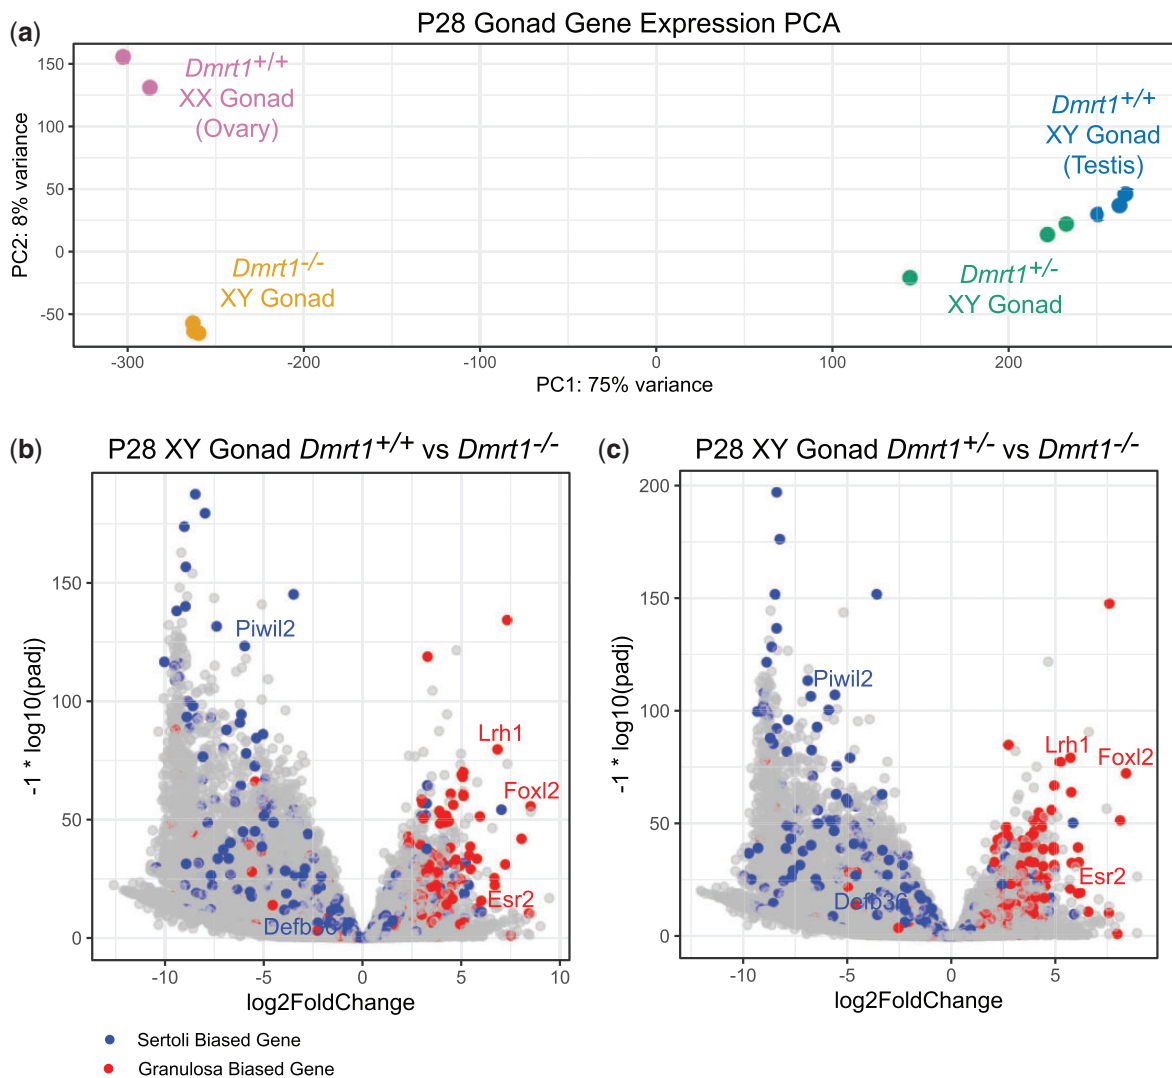 (a)
P28 Gonad Gene Expression PCA
PC2: 8% variance
150
100
50
0
-50
Dmrt1+/+
XX Gonad
(Ovary)
Dmrt1-/-
XY Gonad
Dmrt1+/+
XY Gonad
(Testis)
Dmrt1+/-
XY Gonad
-300
-200
-100
0
100
200
PC1: 75% variance
(b)
P28 XY Gonad Dmrt1+/+ vs Dmrt1-/-
-1 * log10(padj)
150
100
50
0
Piwil2
Lrh1
Foxl2
Esr2
Defb36
-10
-5
0
5
10
log2FoldChange
(c)
P28 XY Gonad Dmrt1+/- vs Dmrt1-/-
-1 * log10(padj)
200
150
100
50
0
Piwil2
Lrh1
Foxl2
Esr2
Defb36
-10
-5
0
5
log2FoldChange
Sertoli Biased Gene
Granulosa Biased Gene